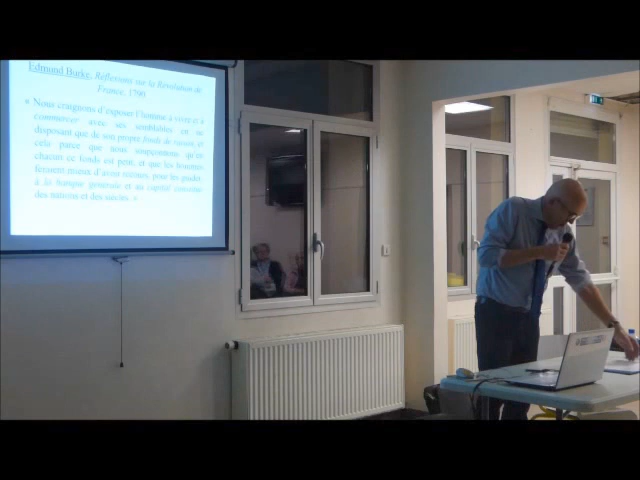 Edmund Burke, Réflexions sur la Révolution de
France, 1790
« Nous craignons d'exposer l'homme à vivre et à
commercer avec ses semblables en ne
disposant que de son propre fonds de raison, et
cela parce que nous soupçonnons qu'en
chacun ce fonds est petit, et que les hommes
feraient mieux d'avoir recours, pour les guider,
à la banque générale et au capital constitué
des nations et des siècles. »